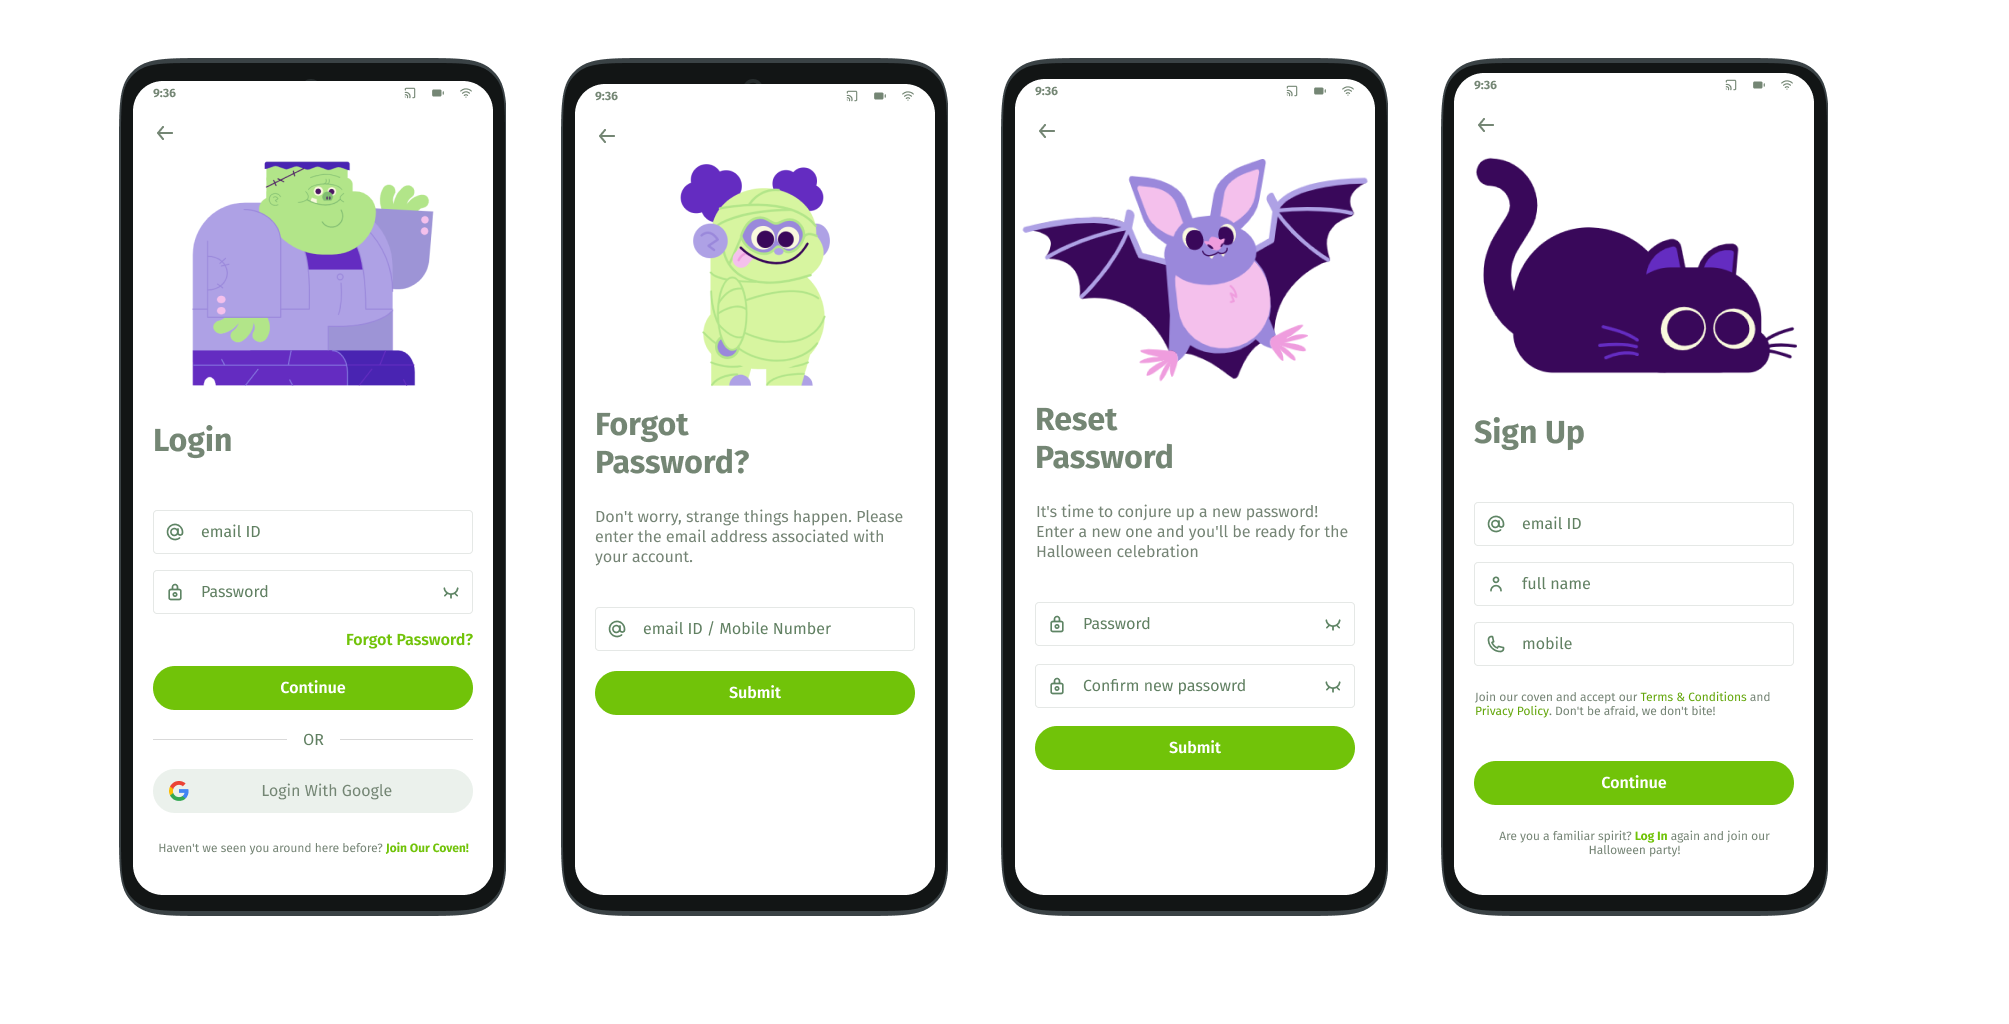 9:36
Login
email ID
Password
Forgot Password?
Continue
OR
Login With Google
Haven't we seen you around here before? Join Our Coven!
9:36
Forgot
Password?
Don't worry, strange things happen. Please
enter the email address associated with
your account.
email ID / Mobile Number
Submit
9:36
Reset
Password
It's time to conjure up a new password!
Enter a new one and you'll be ready for the
Halloween celebration
Password
Confirm new passowrd
Submit
9:36
Sign Up
email ID
full name
mobile
Join our coven and accept our Terms & Conditions and
Privacy Policy. Don't be afraid, we don't bite!
Continue
Are you a familiar spirit? Log In again and join our
Halloween party!